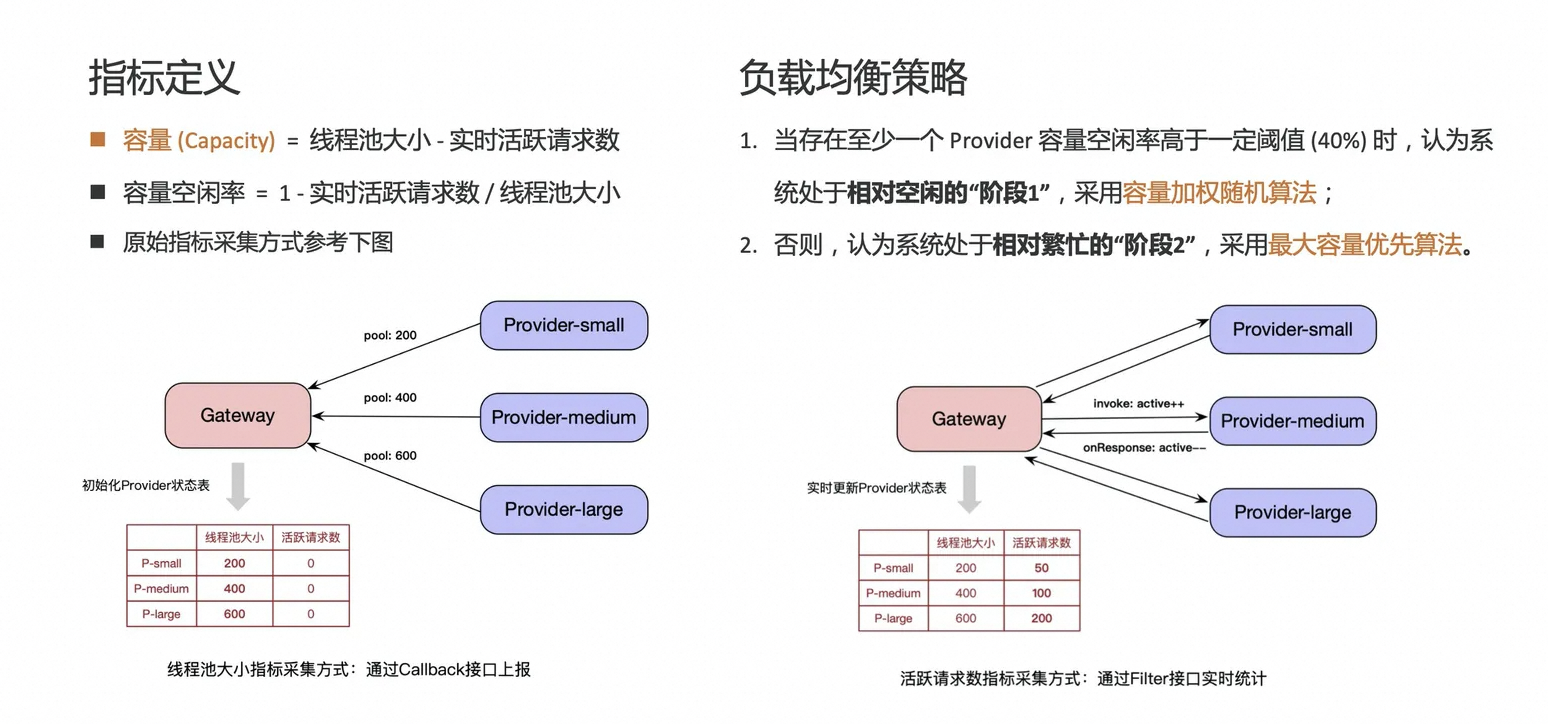 指标定义
■ 容量 (Capacity) = 线程池大小 - 实时活跃请求数
■ 容量空闲率 = 1 - 实时活跃请求数 / 线程池大小
■ 原始指标采集方式参考下图
Provider-small
pool: 200
pool: 400
Gateway
Provider-medium
pool: 600
初始化Provider状态表
Provider-large
线程池大小 活跃请求数
P-small 200 0
P-medium 400 0
P-large 600 0
线程池大小指标采集方式：通过Callback接口上报
负载均衡策略
1. 当存在至少一个 Provider 容量空闲率高于一定阈值 (40%) 时，认为系
统处于相对空闲的“阶段1”，采用容量加权随机算法；
2. 否则，认为系统处于相对繁忙的“阶段2”，采用最大容量优先算法。
Provider-small
invoke: active++
Gateway
Provider-medium
onResponse: active--
实时更新Provider状态表
Provider-large
线程池大小 活跃请求数
P-small 200 50
P-medium 400 100
P-large 600 200
活跃请求数指标采集方式：通过Filter接口实时统计